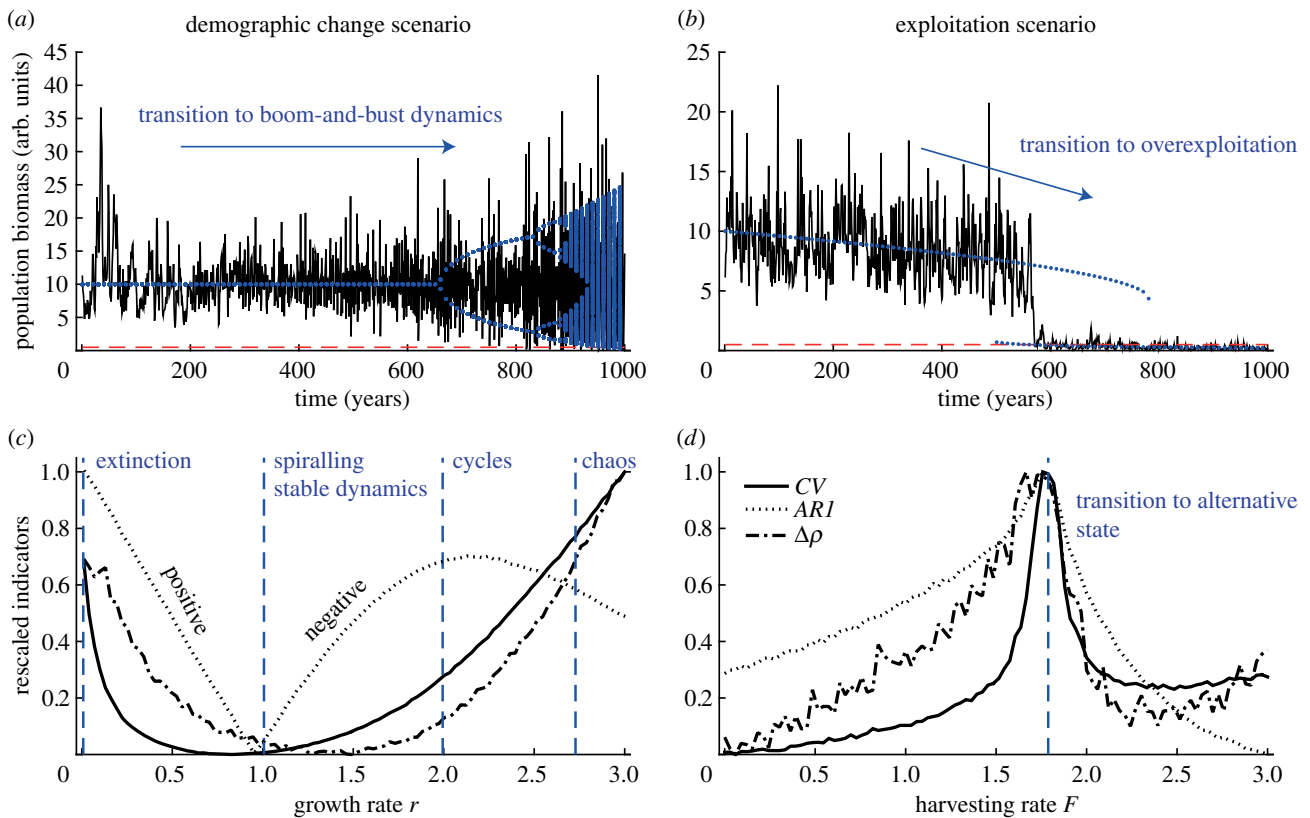 (a)
demographic change scenario
45
40
35
30
25
20
15
10
5
0
200
400
600
800
1000
population biomass (arb. units)
time (years)
transition to boom-and-bust dynamics
(b)
exploitation scenario
25
20
15
10
5
0
200
400
600
800
1000
time (years)
transition to overexploitation
(c)
1.0
0.8
0.6
0.4
0.2
0
0.5
1.0
1.5
2.0
2.5
3.0
rescaled indicators
growth rate r
extinction
spiralling
stable dynamics
cycles
chaos
positive
negative
(d)
1.0
0.8
0.6
0.4
0.2
0
0.5
1.0
1.5
2.0
2.5
3.0
harvesting rate F
CV
AR1
Δρ
transition to alternative
state